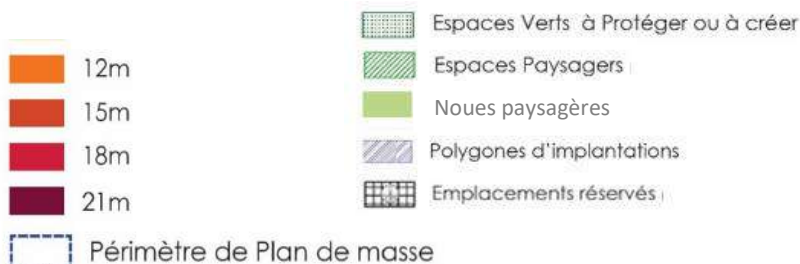 12m
15m
18m
21m
Périmètre de Plan de masse
Espaces Verts à Protéger ou à créer
Espaces Paysagers
Noues paysagères
Polygones d'implantations
Emplacements réservés